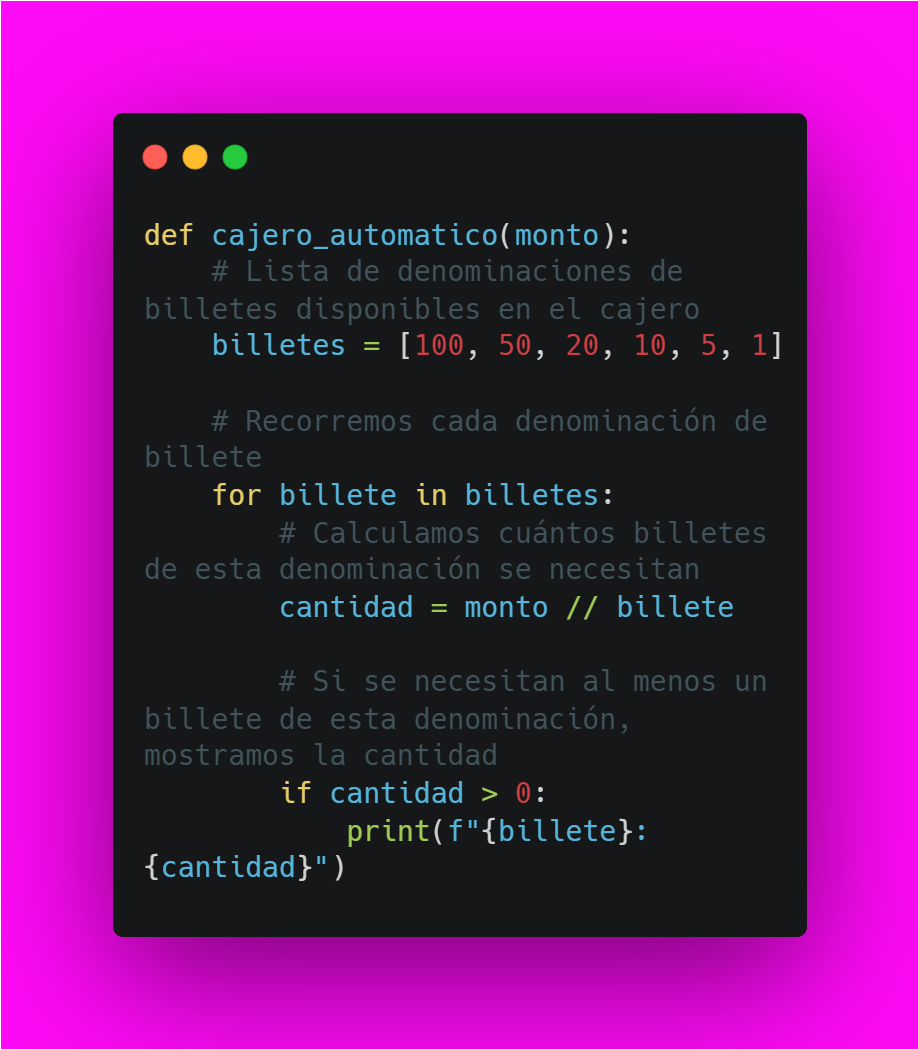 def cajero_automatico(monto):
    # Lista de denominaciones de
billetes disponibles en el cajero
    billetes = [100, 50, 20, 10, 5, 1]

    # Recorremos cada denominación de
billete
    for billete in billetes:
        # Calculamos cuántos billetes
de esta denominación se necesitan
        cantidad = monto // billete

        # Si se necesitan al menos un
billete de esta denominación,
mostramos la cantidad
        if cantidad > 0:
            print(f"{billete}:
{cantidad}")